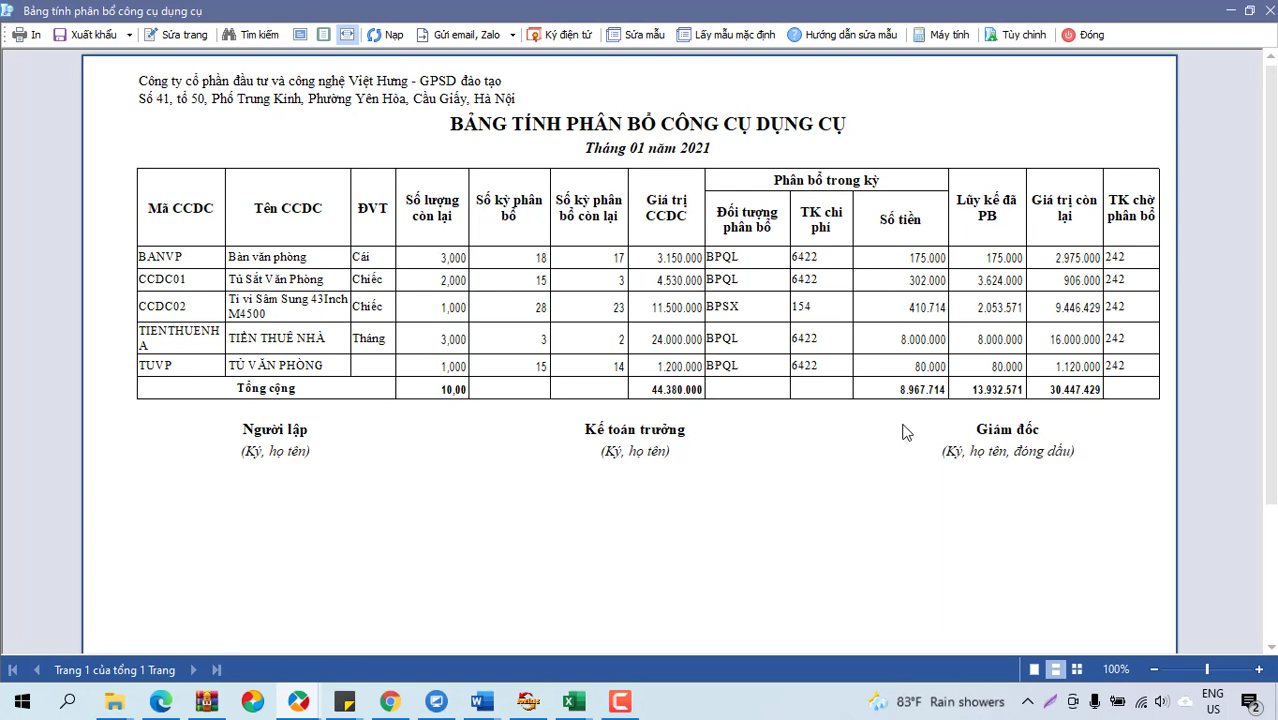 Bảng tính phân bổ công cụ dụng cụ
In Xuất khẩu Sửa trang Tìm kiếm Nạp Gửi email, Zalo Ký điện tử Sửa mẫu Lấy mẫu mặc định Hướng dẫn sửa mẫu Máy tính Tùy chỉnh Đóng
Công ty cổ phần đầu tư và công nghệ Việt Hưng - GPSD đào tạo
Số 41, tổ 50, Phố Trung Kính, Phường Yên Hòa, Cầu Giấy, Hà Nội
BẢNG TÍNH PHÂN BỔ CÔNG CỤ DỤNG CỤ
Tháng 01 năm 2021
Phân bổ trong kỳ
Mã CCDC Tên CCDC ĐVT Số lượng còn lại Số kỳ phân bổ Số kỳ phân bổ còn lại Giá trị CCDC Đối tượng phân bổ TK chi phí Số tiền Lũy kế đã PB Giá trị còn lại TK chờ phân bổ
BANVP Bàn văn phòng Cái 3,000 18 17 3.150.000 BPQL 6422 175.000 175.000 2.975.000 242
CCDC01 Tủ Sắt Văn Phòng Chiếc 2,000 15 3 4.530.000 BPQL 6422 302.000 3.624.000 906.000 242
CCDC02 Ti vi Sâm Sung 43Inch M4500 Chiếc 1,000 28 23 11.500.000 BPSX 154 410.714 2.053.571 9.446.429 242
TIENTHUENHA TIỀN THUÊ NHÀ Tháng 3,000 3 2 24.000.000 BPQL 6422 8.000.000 8.000.000 16.000.000 242
TUVP TỦ VĂN PHÒNG 1,000 15 14 1.200.000 BPQL 6422 80.000 80.000 1.120.000 242
Tổng cộng 10,00 44.380.000 8.967.714 13.932.571 30.447.429
Người lập Kế toán trưởng Giám đốc
(Ký, họ tên) (Ký, họ tên) (Ký, họ tên, đóng dấu)
Trang 1 của tổng 1 Trang 100%
83°F Rain showers ENG US 2